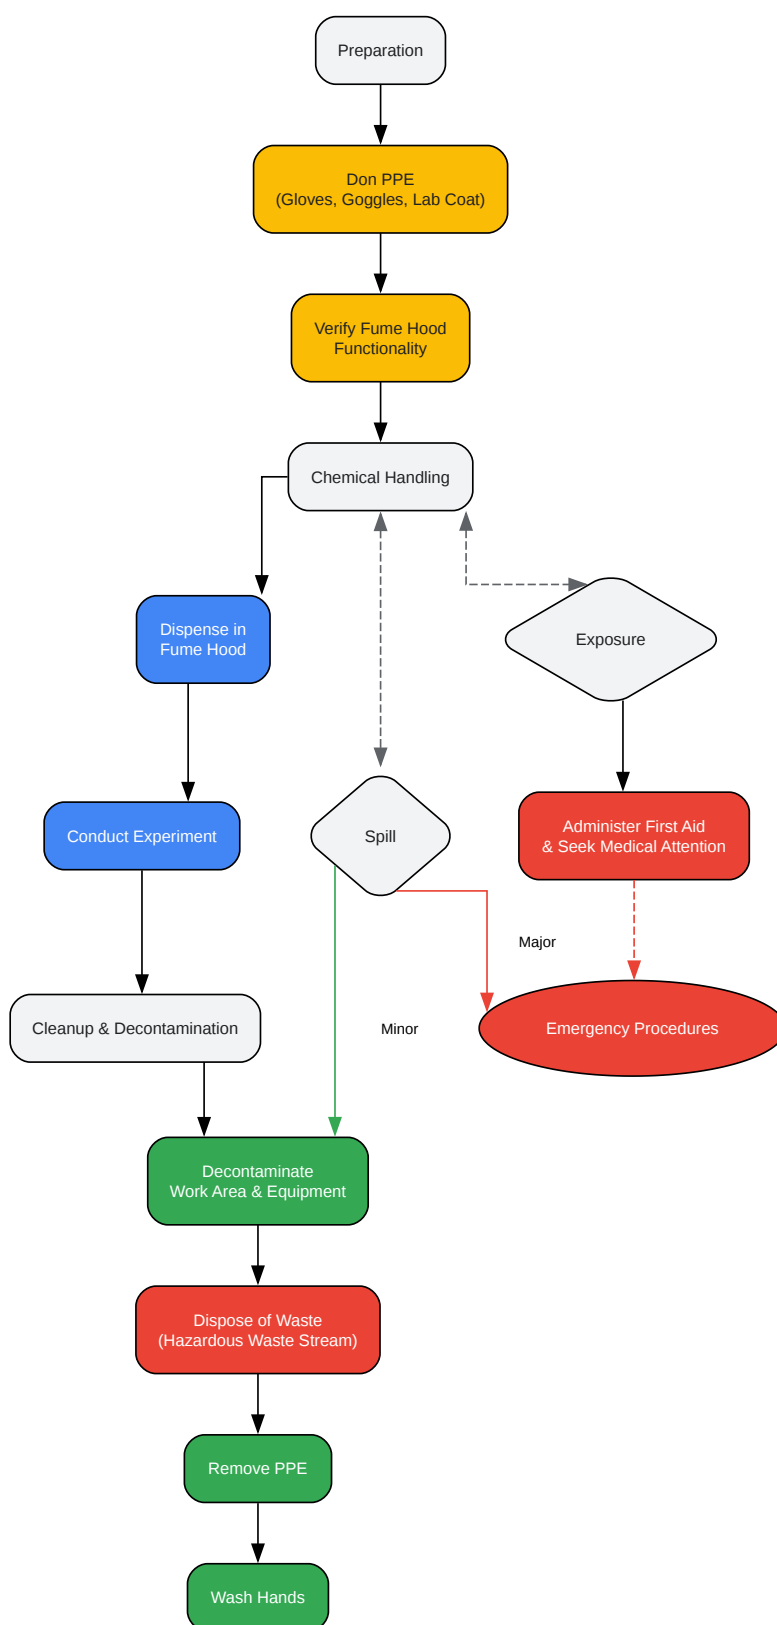 Preparation
Don PPE
(Gloves, Goggles, Lab Coat)
Verify Fume Hood
Functionality
Chemical Handling
Dispense in
Fume Hood
Exposure
Conduct Experiment
Spill
Administer First Aid
& Seek Medical Attention
Major
Cleanup & Decontamination
Minor
Emergency Procedures
Decontaminate
Work Area & Equipment
Dispose of Waste
(Hazardous Waste Stream)
Remove PPE
Wash Hands